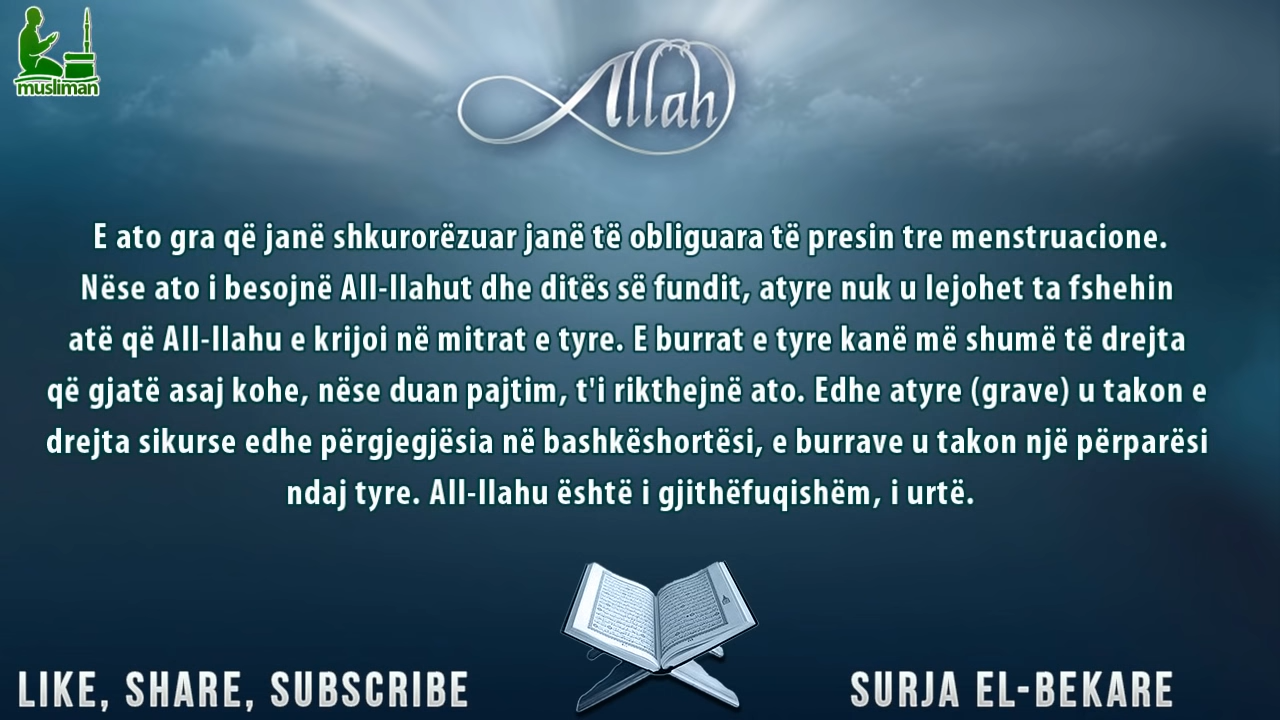 musliman
Allah
E ato gra që janë shkurorëzuar janë të obliguara të presin tre menstruacione.
Nëse ato i besojnë All-llahut dhe ditës së fundit, atyre nuk u lejohet ta fshehin
atë që All-llahu e krijoi në mitrat e tyre. E burrat e tyre kanë më shumë të drejta
që gjatë asaj kohe, nëse duan pajtim, t'i rikthejnë ato. Edhe atyre (grave) u takon e
drejta sikurse edhe përgjegjësia në bashkëshortësi, e burrave u takon një përparësi
ndaj tyre. All-llahu është i gjithëfuqishëm, i urtë.
LIKE, SHARE, SUBSCRIBE
SURJA EL-BEKARE